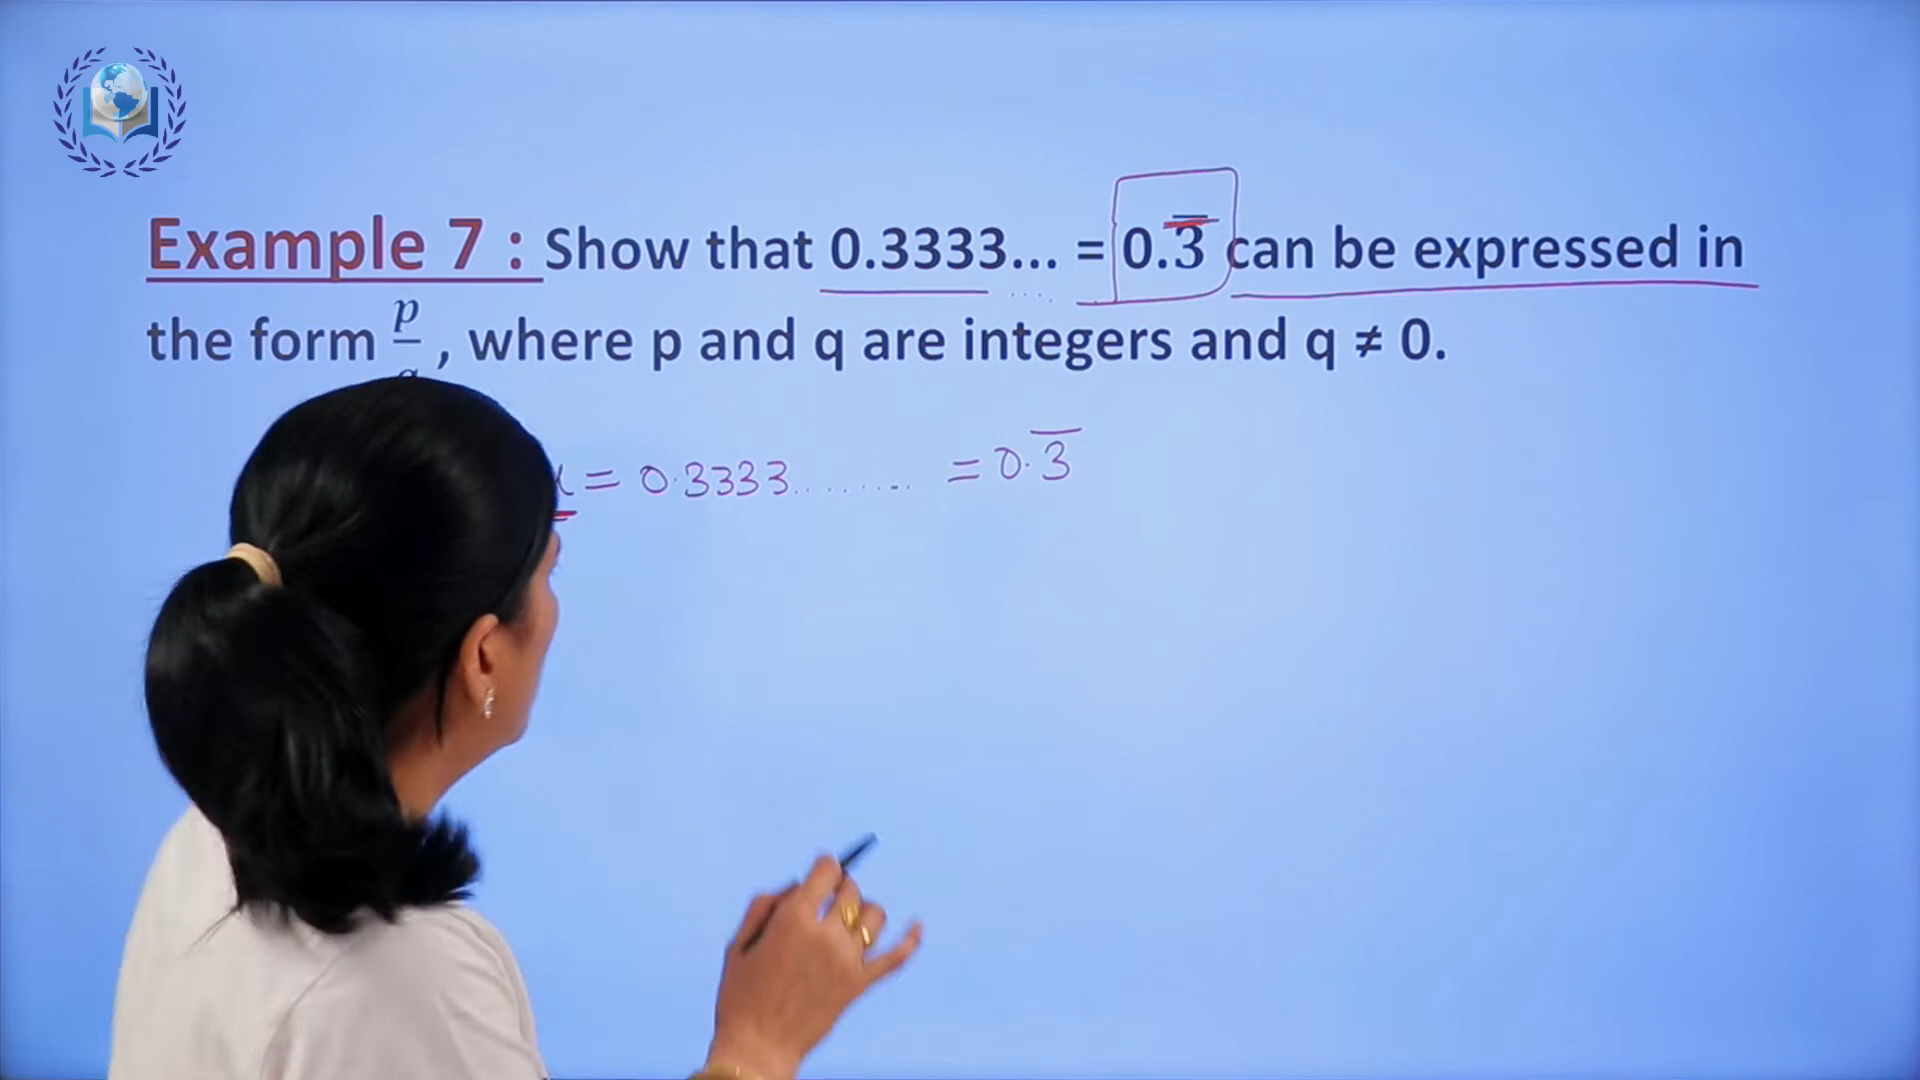 Example 7 : Show that 0.3333... = 0.3̅ can be expressed in
the form p/q , where p and q are integers and q ≠ 0.
x = 0.3333........ = 0.3̅